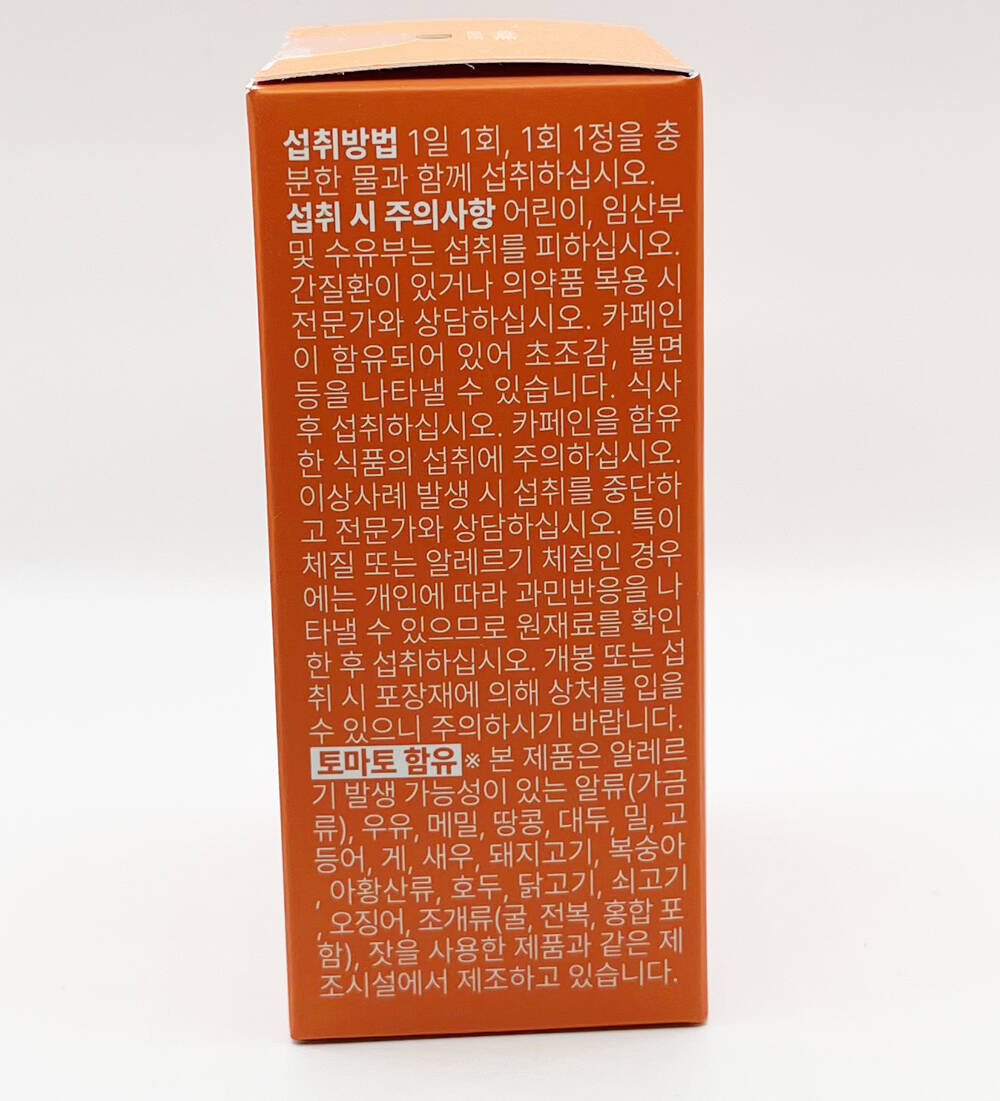 섭취방법 1일 1회, 1회 1정을 충
분한 물과 함께 섭취하십시오.
섭취 시 주의사항 어린이, 임산부
및 수유부는 섭취를 피하십시오.
간질환이 있거나 의약품 복용 시
전문가와 상담하십시오. 카페인
이 함유되어 있어 초조감, 불면
등을 나타낼 수 있습니다. 식사
후 섭취하십시오. 카페인을 함유
한 식품의 섭취에 주의하십시오.
이상사례 발생 시 섭취를 중단하
고 전문가와 상담하십시오. 특이
체질 또는 알레르기 체질인 경우
에는 개인에 따라 과민반응을 나
타낼 수 있으므로 원재료를 확인
한 후 섭취하십시오. 개봉 또는 섭
취 시 포장재에 의해 상처를 입을
수 있으니 주의하시기 바랍니다.
토마토 함유 ※ 본 제품은 알레르
기 발생 가능성이 있는 알류(가금
류), 우유, 메밀, 땅콩, 대두, 밀, 고
등어, 게, 새우, 돼지고기, 복숭아
, 아황산류, 호두, 닭고기, 쇠고기
, 오징어, 조개류(굴, 전복, 홍합 포
함), 잣을 사용한 제품과 같은 제
조시설에서 제조하고 있습니다.